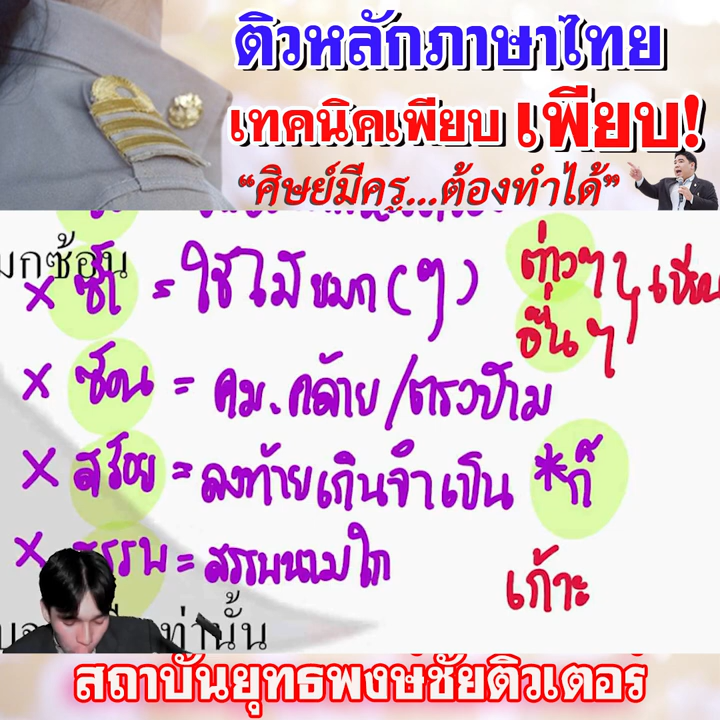 ติวหลักภาษาไทย
เทคนิคเพียบ เพียบ!
“ศิษย์มีครู...ต้องทำได้”
มกซ้อน
x ซ้ำ = ใช้ไม้ยมก (ๆ) ต่างๆ
อื่นๆ
x ซ้อน = คม. คล้าย/ตรงข้าม
x สร้อย = ลงท้ายเกินจำเป็น *ก็
x สรรพ = สรรพนามใก
ท่านั้น
สถาบันยุทธพงษ์ชัยติวเตอร์